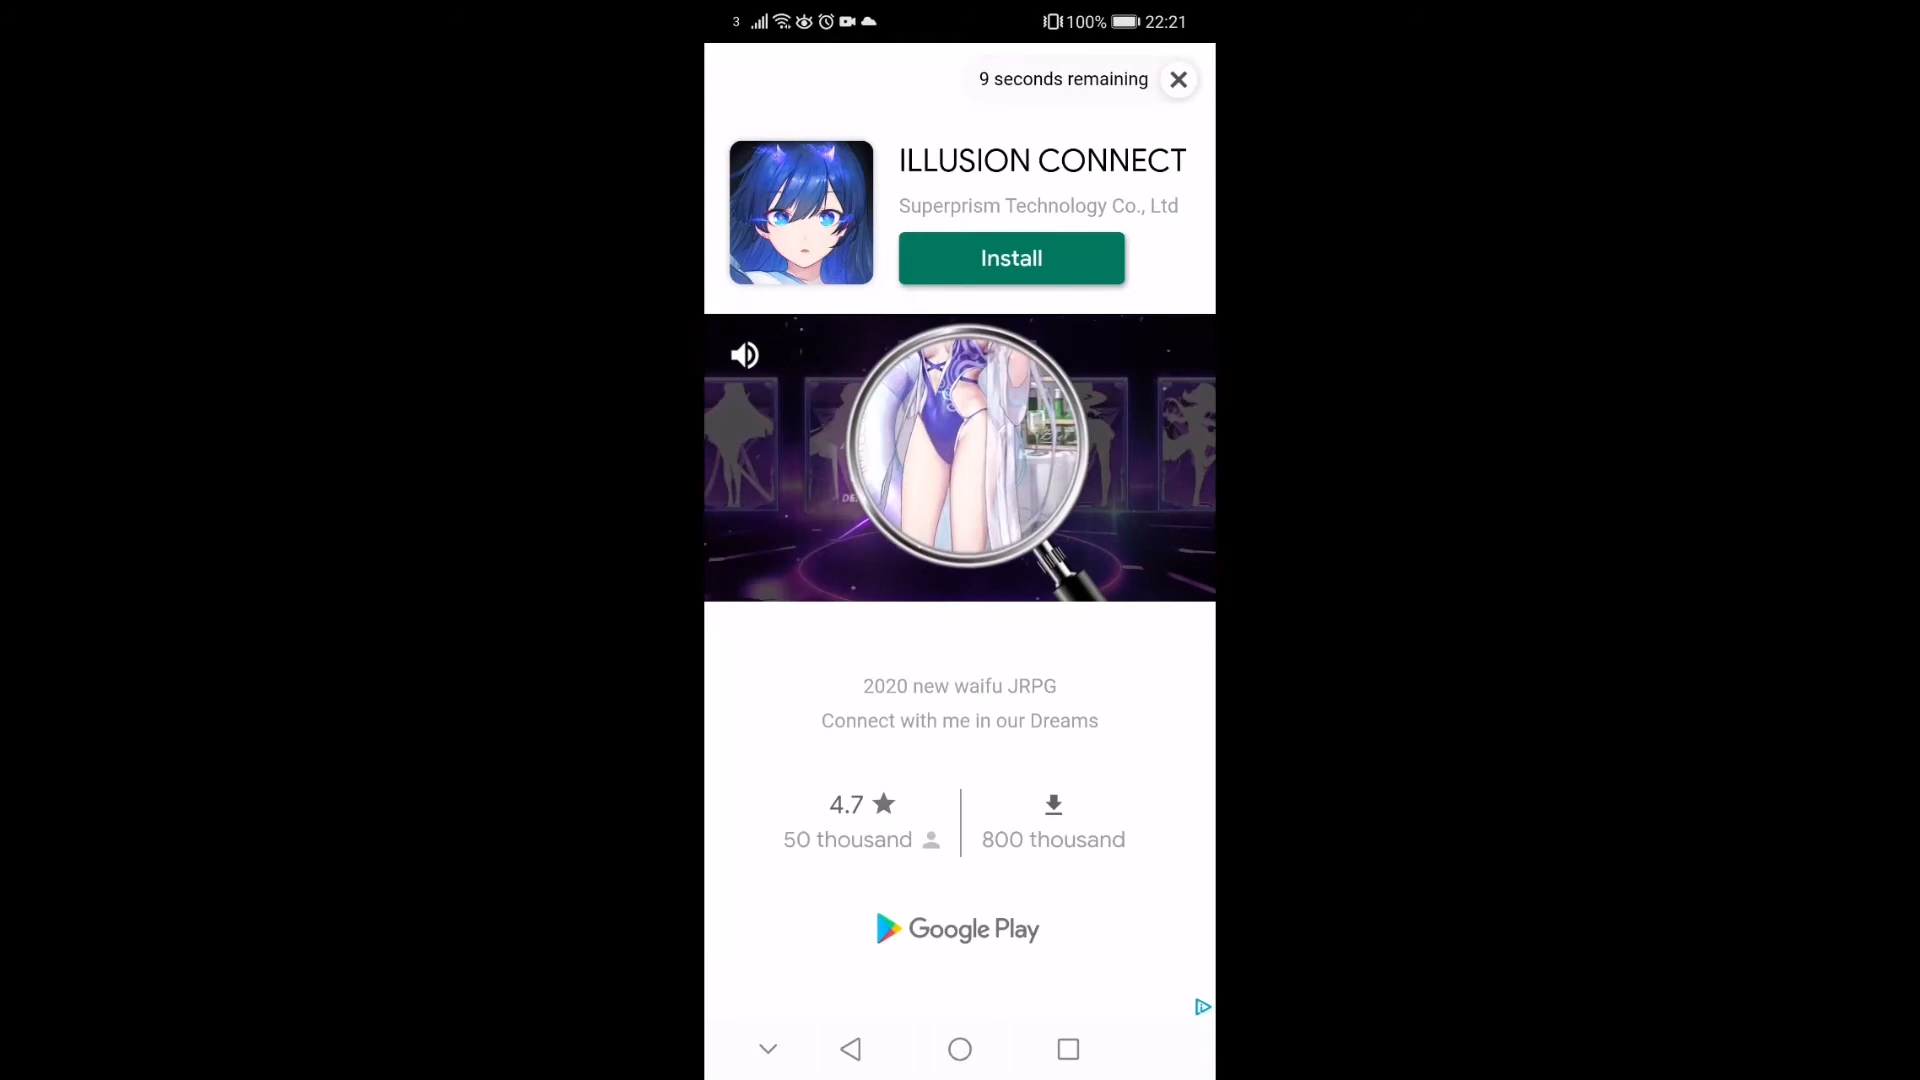 3
100%
22:21
9 seconds remaining
ILLUSION CONNECT
Superprism Technology Co., Ltd
Install
DE
2020 new waifu JRPG
Connect with me in our Dreams
4.7
50 thousand
800 thousand
Google Play